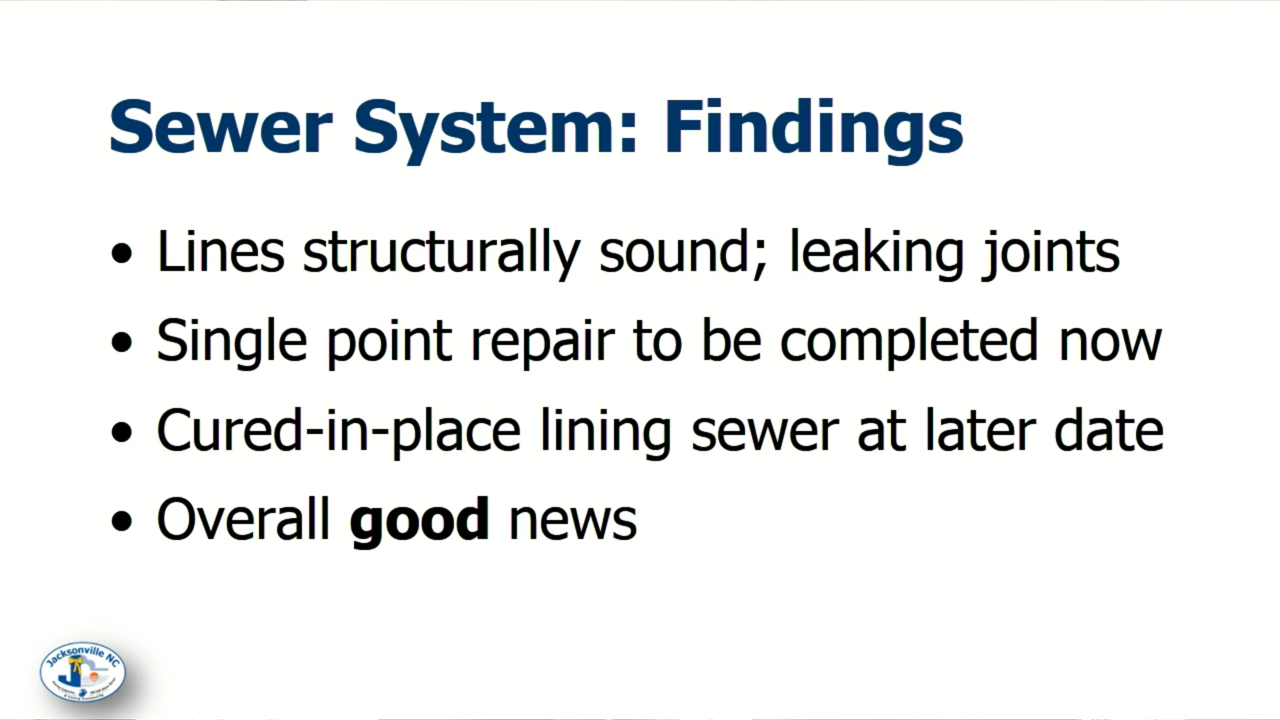 Sewer System: Findings
• Lines structurally sound; leaking joints
• Single point repair to be completed now
• Cured-in-place lining sewer at later date
• Overall good news
Jacksonville NC